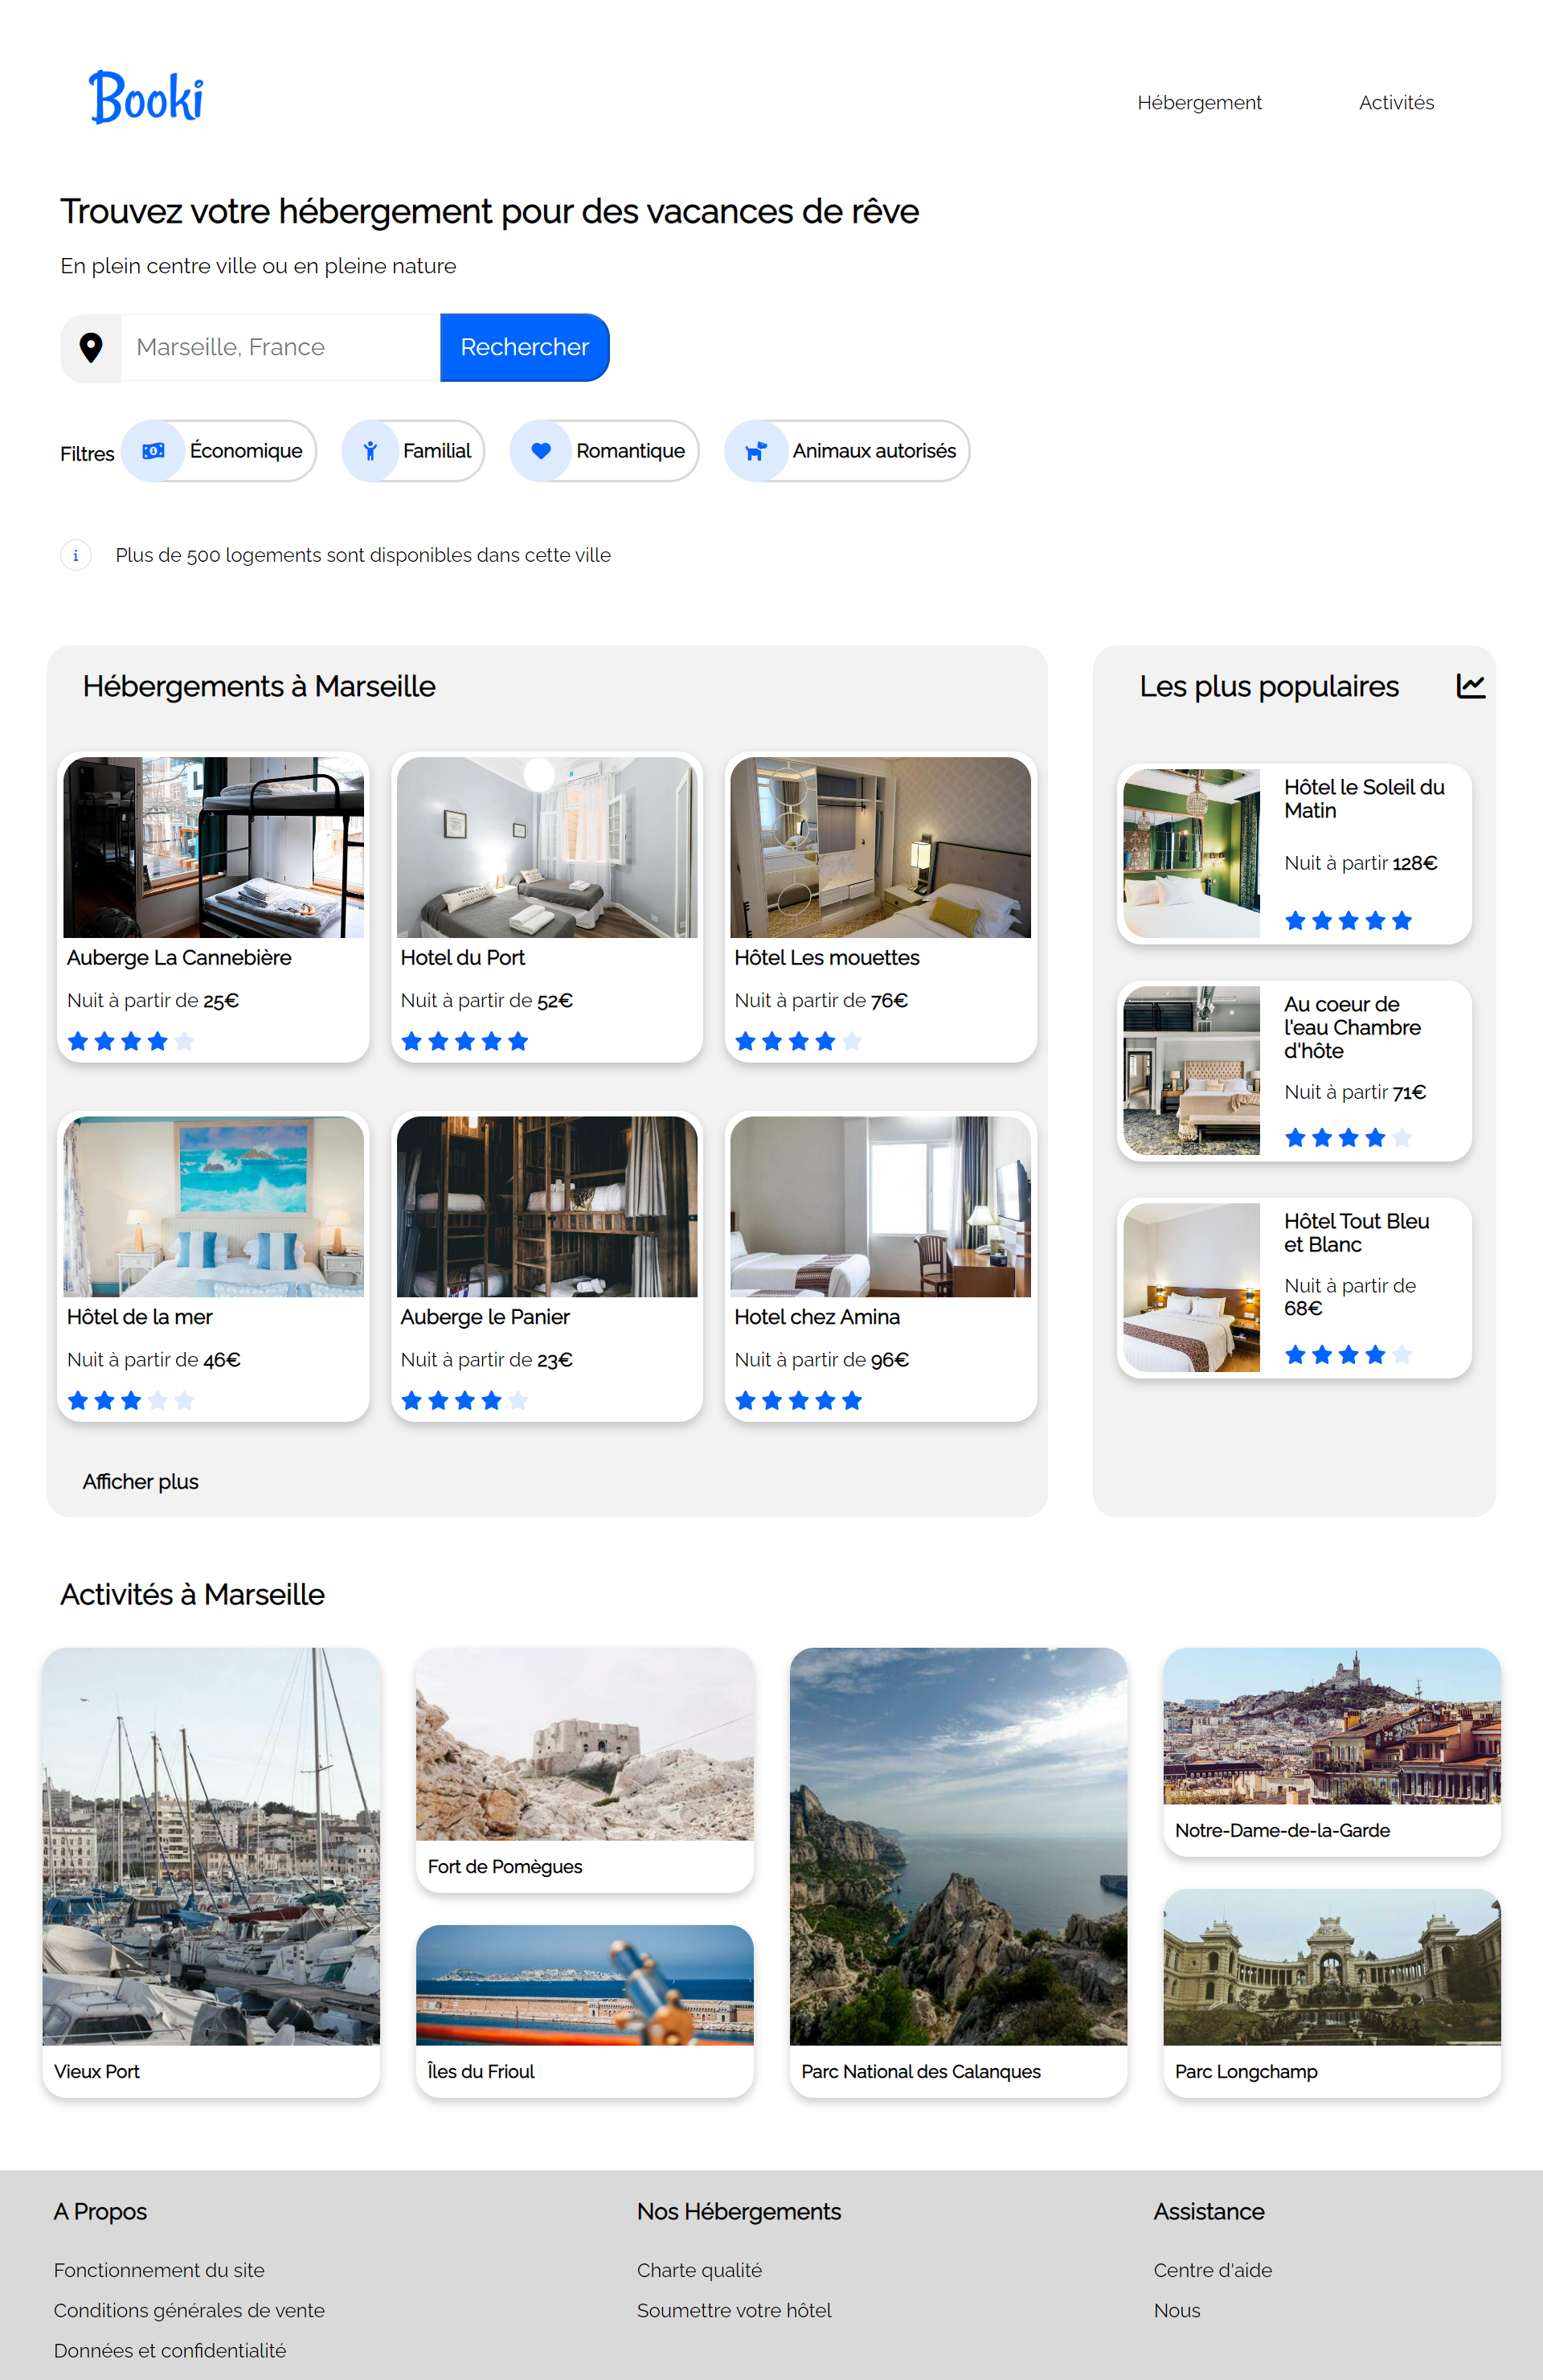 Booki
Hébergement
Activités
Trouvez votre hébergement pour des vacances de rêve
En plein centre ville ou en pleine nature
Marseille, France
Rechercher
Filtres
Économique
Familial
Romantique
Animaux autorisés
Plus de 500 logements sont disponibles dans cette ville
Hébergements à Marseille
Auberge La Cannebière
Nuit à partir de 25€
Hotel du Port
Nuit à partir de 52€
Hôtel Les mouettes
Nuit à partir de 76€
Hôtel de la mer
Nuit à partir de 46€
Auberge le Panier
Nuit à partir de 23€
Hotel chez Amina
Nuit à partir de 96€
Afficher plus
Les plus populaires
Hôtel le Soleil du
Matin
Nuit à partir 128€
Au coeur de
l'eau Chambre
d'hôte
Nuit à partir 71€
Hôtel Tout Bleu
et Blanc
Nuit à partir de
68€
Activités à Marseille
Vieux Port
Fort de Pomègues
Îles du Frioul
Parc National des Calanques
Notre-Dame-de-la-Garde
Parc Longchamp
A Propos
Fonctionnement du site
Conditions générales de vente
Données et confidentialité
Nos Hébergements
Charte qualité
Soumettre votre hôtel
Assistance
Centre d'aide
Nous